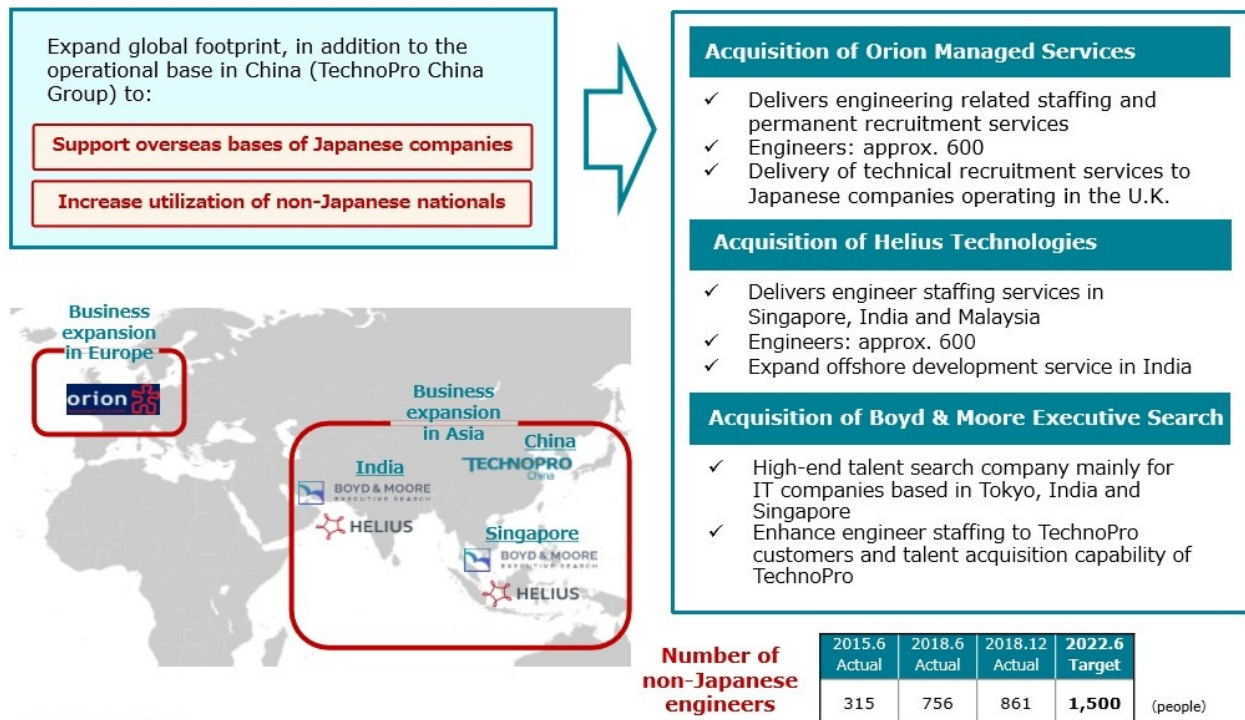 Expand global footprint, in addition to the
operational base in China (TechnoPro China
Group) to:
Support overseas bases of Japanese companies
Increase utilization of non-Japanese nationals
Acquisition of Orion Managed Services
✓ Delivers engineering related staffing and
permanent recruitment services
✓ Engineers: approx. 600
✓ Delivery of technical recruitment services to
Japanese companies operating in the U.K.
Acquisition of Helius Technologies
✓ Delivers engineer staffing services in
Singapore, India and Malaysia
✓ Engineers: approx. 600
✓ Expand offshore development service in India
Acquisition of Boyd & Moore Executive Search
✓ High-end talent search company mainly for
IT companies based in Tokyo, India and
Singapore
✓ Enhance engineer staffing to TechnoPro
customers and talent acquisition capability of
TechnoPro
Business
expansion
in Europe
orion
Business
expansion
in Asia
China
TECHNOPRO
China
India
BOYD & MOORE
EXECUTIVE SEARCH
HELIUS
Singapore
BOYD & MOORE
EXECUTIVE SEARCH
HELIUS
Number of
non-Japanese
engineers
2015.6 2018.6 2018.12 2022.6
Actual Actual Actual Target
315 756 861 1,500 (people)